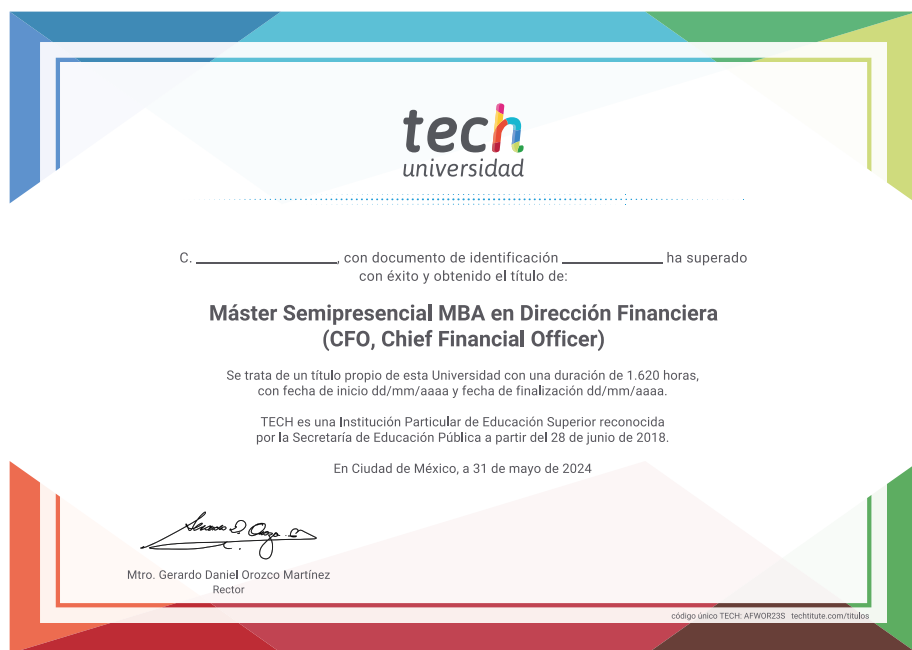 tech
universidad
C. ____________, con documento de identificación ____________ ha superado
con éxito y obtenido el título de:
Máster Semipresencial MBA en Dirección Financiera
(CFO, Chief Financial Officer)
Se trata de un título propio de esta Universidad con una duración de 1.620 horas,
con fecha de inicio dd/mm/aaaa y fecha de finalización dd/mm/aaaa.
TECH es una Institución Particular de Educación Superior reconocida
por la Secretaría de Educación Pública a partir del 28 de junio de 2018.
En Ciudad de México, a 31 de mayo de 2024
Mtro. Gerardo Daniel Orozco Martínez
Rector
código único TECH: AFWOR23S techtitute.com/titulos